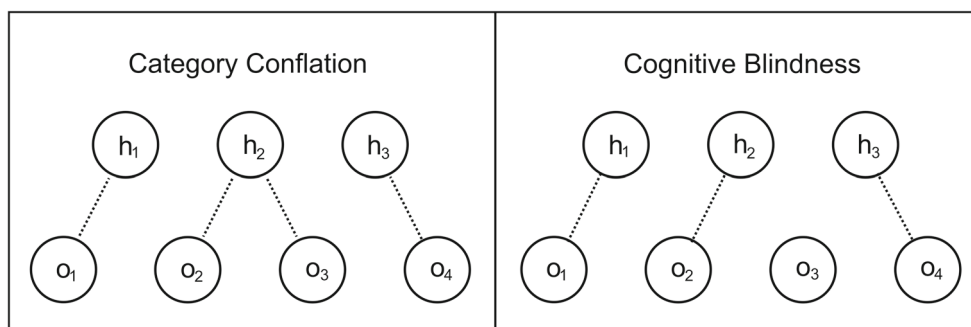 Category Conflation
h₁ h₂ h₃
o₁ o₂ o₃ o₄
Cognitive Blindness
h₁ h₂ h₃
o₁ o₂ o₃ o₄